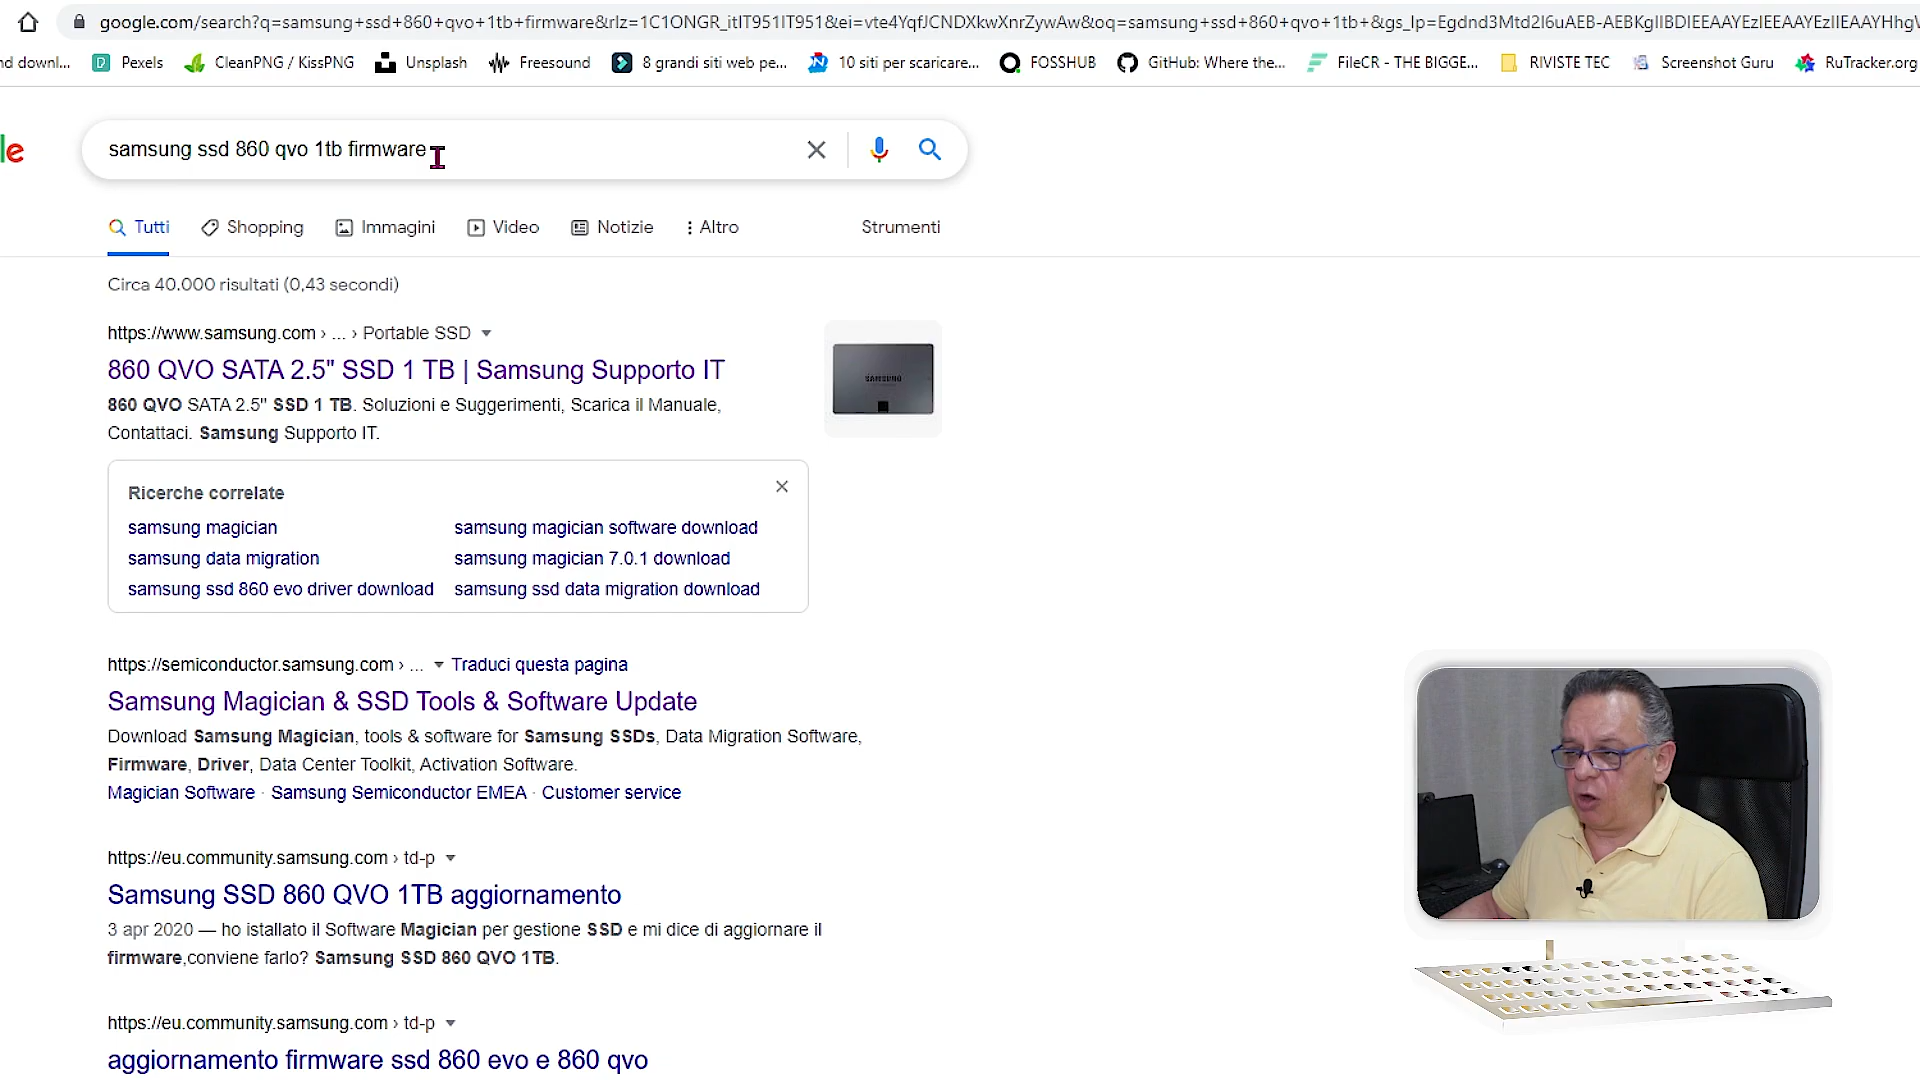 google.com/search?q=samsung+ssd+860+qvo+1tb+firmware&rlz=1C1ONGR_itIT951IT951&ei=vte4YqfJCNDXkwXnrZywAw&oq=samsung+ssd+860+qvo+1tb+&gs_lp=
nd downl... Pexels CleanPNG / KissPNG Unsplash Freesound 8 grandi siti web pe... 10 siti per scaricare... FOSSHUB GitHub: Where the... FileCR - THE BIGGE... RIVISTE TEC Screenshot Guru RuTracker.org
le samsung ssd 860 qvo 1tb firmware
Tutti Shopping Immagini Video Notizie Altro Strumenti
Circa 40.000 risultati (0,43 secondi)
https://www.samsung.com › ... › Portable SSD
860 QVO SATA 2.5" SSD 1 TB | Samsung Supporto IT
860 QVO SATA 2.5" SSD 1 TB. Soluzioni e Suggerimenti, Scarica il Manuale,
Contattaci. Samsung Supporto IT.
SAMSUNG
Ricerche correlate
samsung magician samsung magician software download
samsung data migration samsung magician 7.0.1 download
samsung ssd 860 evo driver download samsung ssd data migration download
https://semiconductor.samsung.com › ... Traduci questa pagina
Samsung Magician & SSD Tools & Software Update
Download Samsung Magician, tools & software for Samsung SSDs, Data Migration Software,
Firmware, Driver, Data Center Toolkit, Activation Software.
Magician Software · Samsung Semiconductor EMEA · Customer service
https://eu.community.samsung.com › td-p
Samsung SSD 860 QVO 1TB aggiornamento
3 apr 2020 — ho istallato il Software Magician per gestione SSD e mi dice di aggiornare il
firmware,conviene farlo? Samsung SSD 860 QVO 1TB.
https://eu.community.samsung.com › td-p
aggiornamento firmware ssd 860 evo e 860 qvo